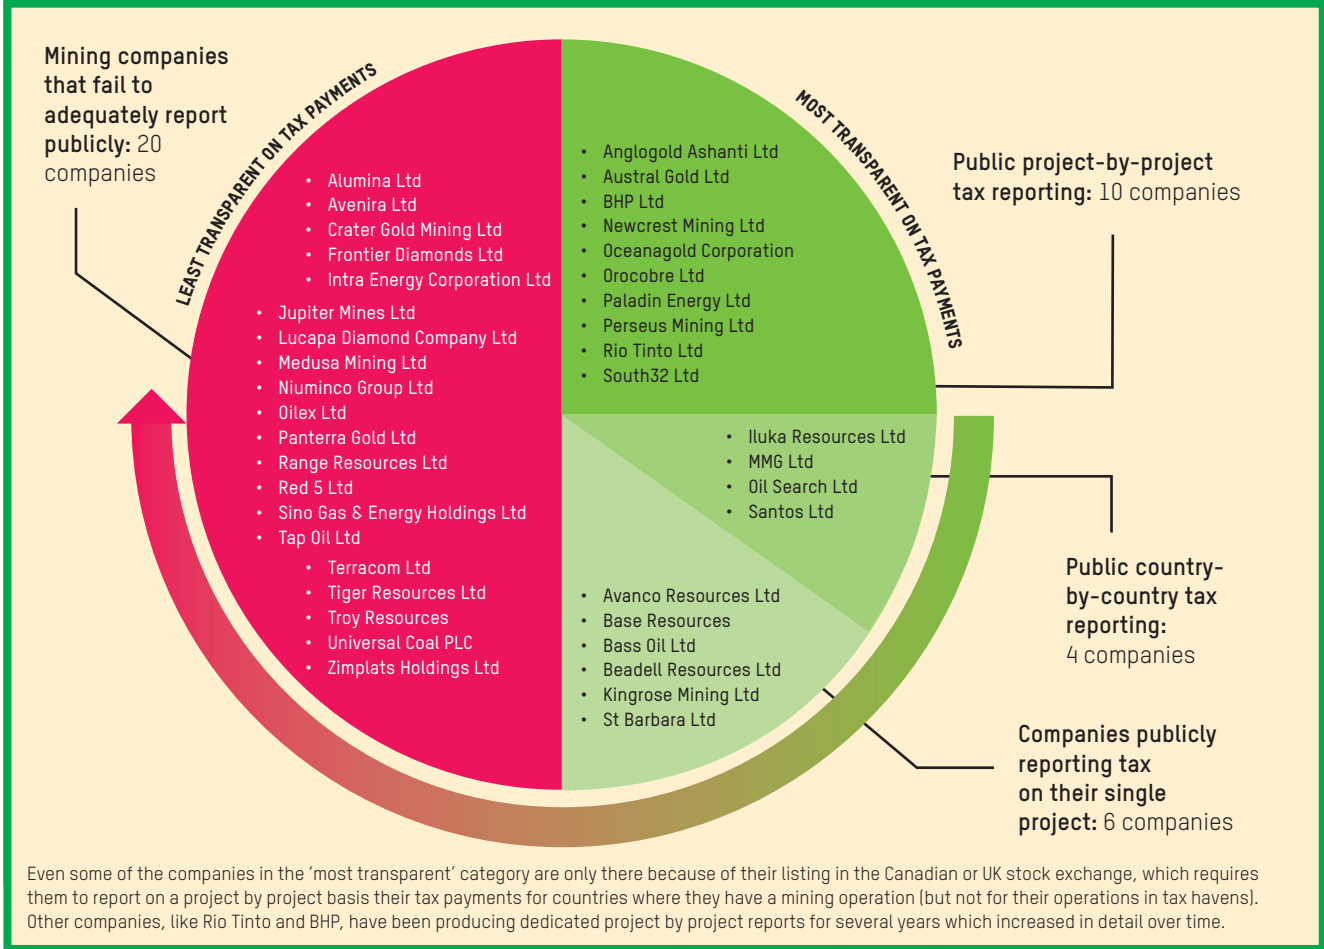 Mining companies
that fail to
adequately report
publicly: 20
companies
LEAST TRANSPARENT ON TAX PAYMENTS
MOST TRANSPARENT ON TAX PAYMENTS
• Alumina Ltd
• Avenira Ltd
• Crater Gold Mining Ltd
• Frontier Diamonds Ltd
• Intra Energy Corporation Ltd
• Jupiter Mines Ltd
• Lucapa Diamond Company Ltd
• Medusa Mining Ltd
• Niuminco Group Ltd
• Oilex Ltd
• Panterra Gold Ltd
• Range Resources Ltd
• Red 5 Ltd
• Sino Gas & Energy Holdings Ltd
• Tap Oil Ltd
• Terracom Ltd
• Tiger Resources Ltd
• Troy Resources
• Universal Coal PLC
• Zimplats Holdings Ltd
• Anglogold Ashanti Ltd
• Austral Gold Ltd
• BHP Ltd
• Newcrest Mining Ltd
• Oceanagold Corporation
• Orocobre Ltd
• Paladin Energy Ltd
• Perseus Mining Ltd
• Rio Tinto Ltd
• South32 Ltd
Public project-by-project
tax reporting: 10 companies
• Iluka Resources Ltd
• MMG Ltd
• Oil Search Ltd
• Santos Ltd
Public country-
by-country tax
reporting:
4 companies
• Avanco Resources Ltd
• Base Resources
• Bass Oil Ltd
• Beadell Resources Ltd
• Kingrose Mining Ltd
• St Barbara Ltd
Companies publicly
reporting tax
on their single
project: 6 companies
Even some of the companies in the ‘most transparent’ category are only there because of their listing in the Canadian or UK stock exchange, which requires
them to report on a project by project basis their tax payments for countries where they have a mining operation (but not for their operations in tax havens).
Other companies, like Rio Tinto and BHP, have been producing dedicated project by project reports for several years which increased in detail over time.